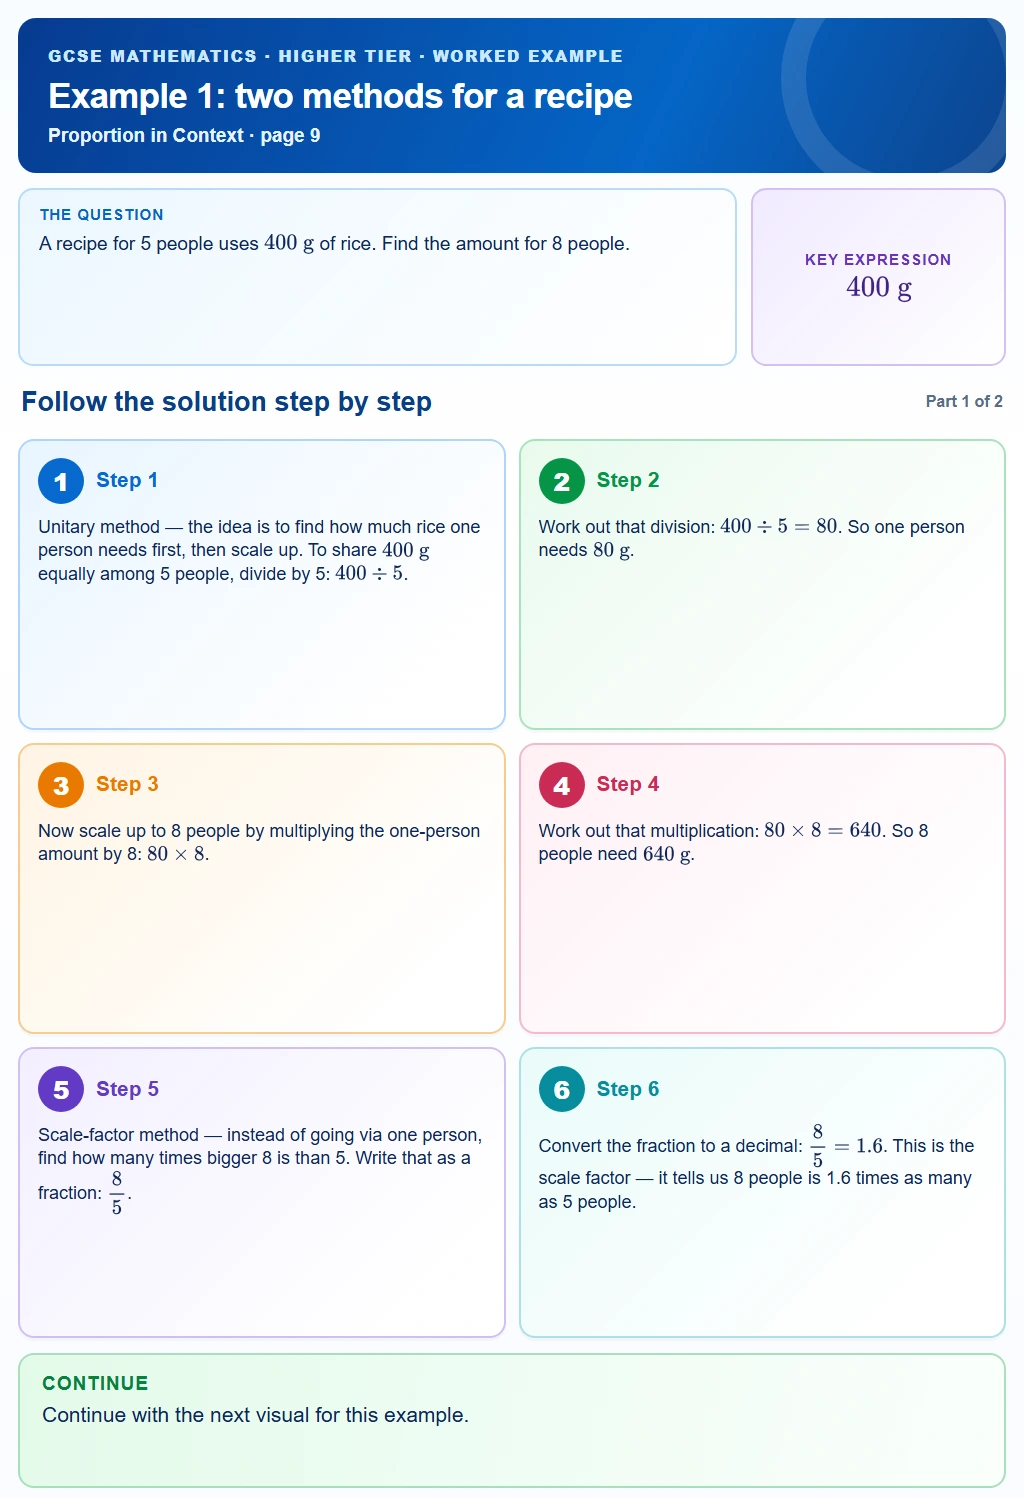 GCSE MATHEMATICS · HIGHER TIER · WORKED EXAMPLE
Example 1: two methods for a recipe
Proportion in Context · page 9
THE QUESTION
A recipe for 5 people uses 400 g of rice. Find the amount for 8 people.
KEY EXPRESSION
400 g
Follow the solution step by step
Part 1 of 2
1 Step 1
Unitary method — the idea is to find how much rice one
person needs first, then scale up. To share 400 g
equally among 5 people, divide by 5: 400 ÷ 5.
2 Step 2
Work out that division: 400 ÷ 5 = 80. So one person
needs 80 g.
3 Step 3
Now scale up to 8 people by multiplying the one-person
amount by 8: 80 × 8.
4 Step 4
Work out that multiplication: 80 × 8 = 640. So 8
people need 640 g.
5 Step 5
Scale-factor method — instead of going via one person,
find how many times bigger 8 is than 5. Write that as a
fraction: 8/5.
6 Step 6
Convert the fraction to a decimal: 8/5 = 1.6. This is the
scale factor — it tells us 8 people is 1.6 times as many
as 5 people.
CONTINUE
Continue with the next visual for this example.